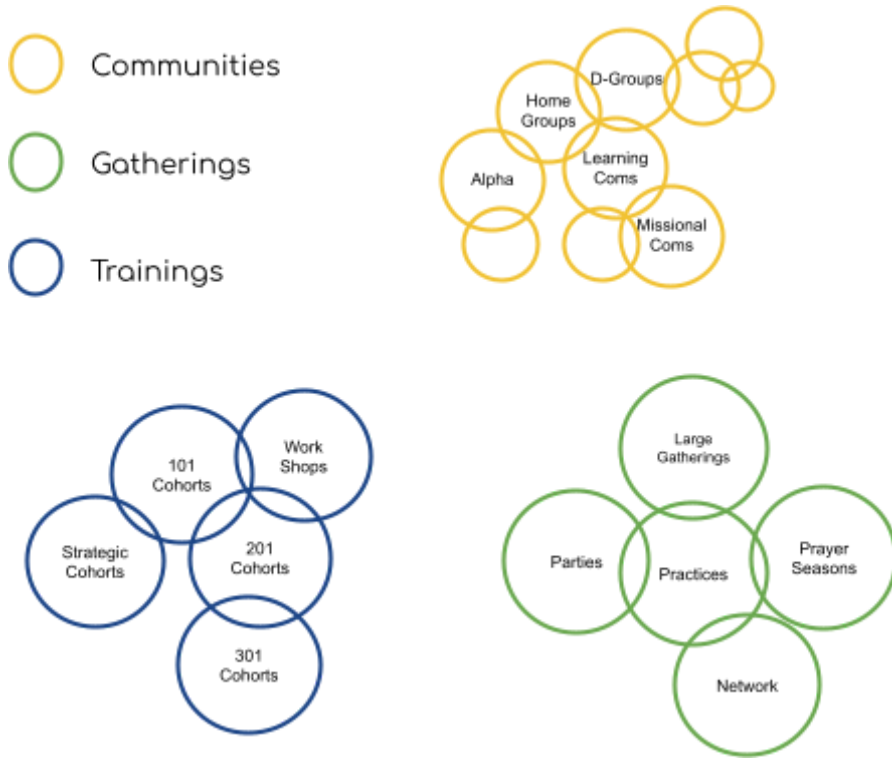 Communities
Gatherings
Trainings
D-Groups
Home
Groups
Learning
Coms
Alpha
Missional
Coms
Work
Shops
101
Cohorts
Strategic
Cohorts
201
Cohorts
301
Cohorts
Large
Gatherings
Parties
Practices
Prayer
Seasons
Network